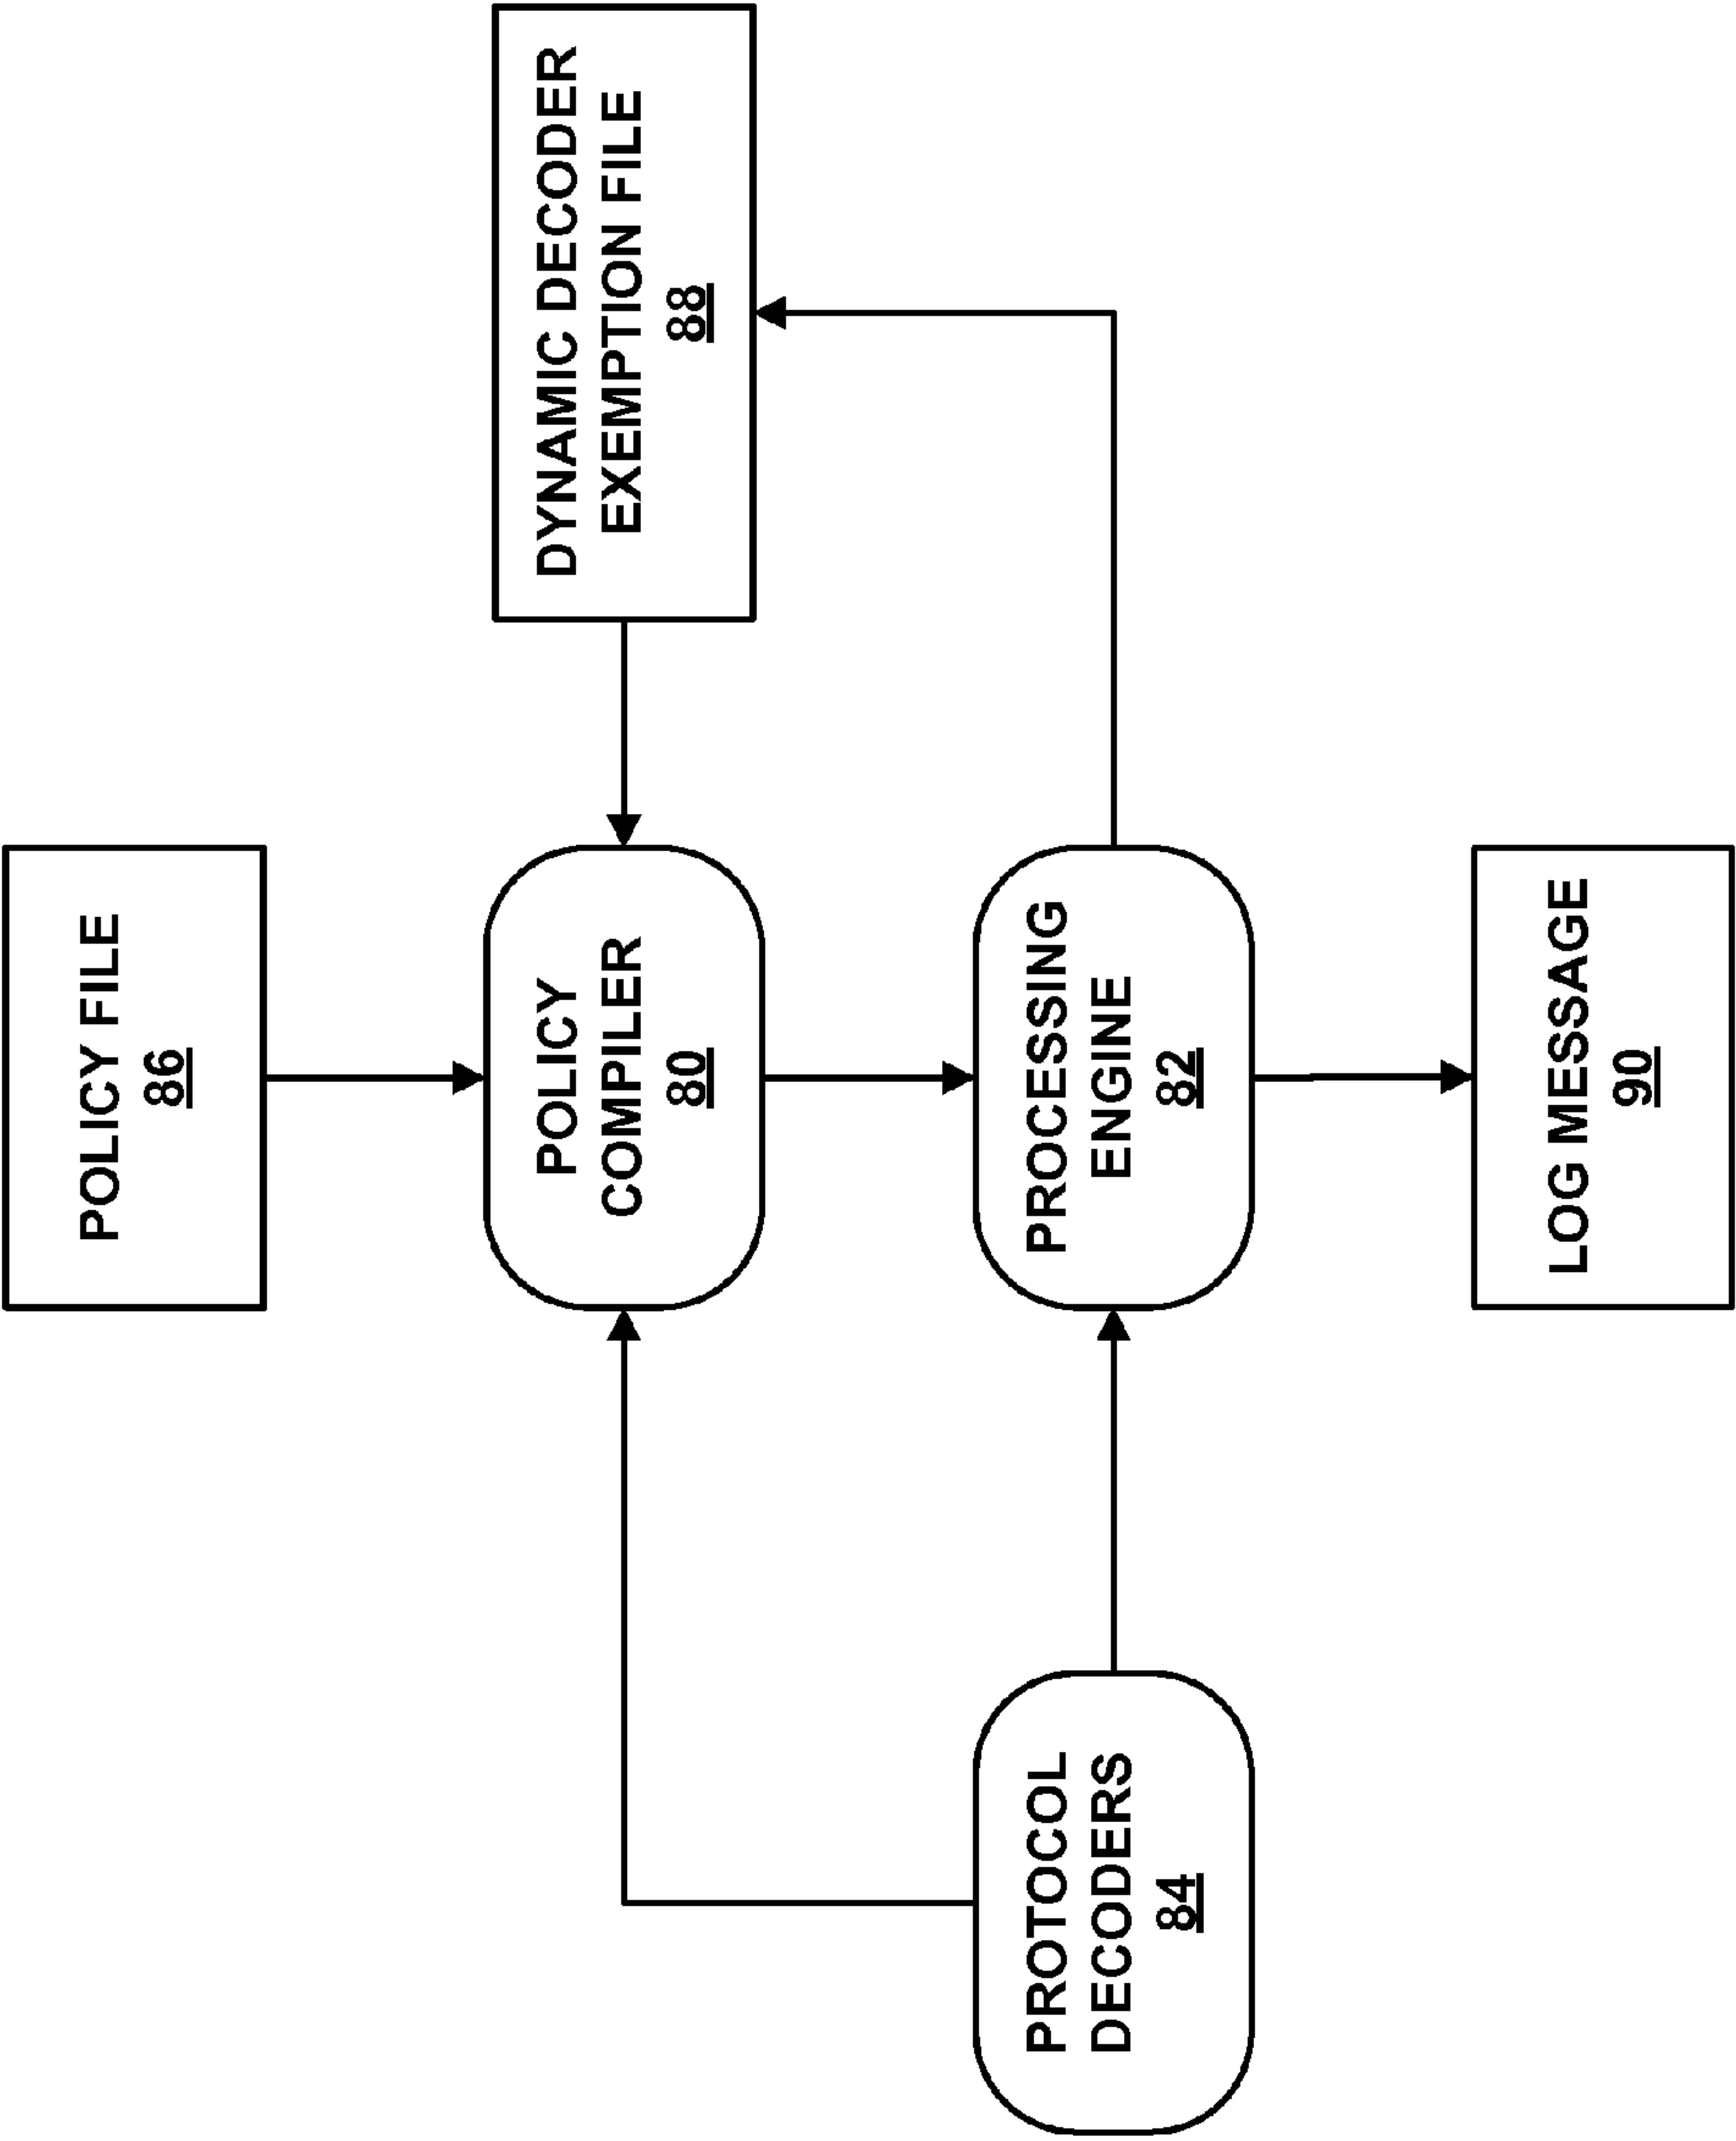 POLICY FILE
86
POLICY
COMPILER
80
DYNAMIC DECODER
EXEMPTION FILE
88
PROTOCOL
DECODERS
84
PROCESSING
ENGINE
82
LOG MESSAGE
90